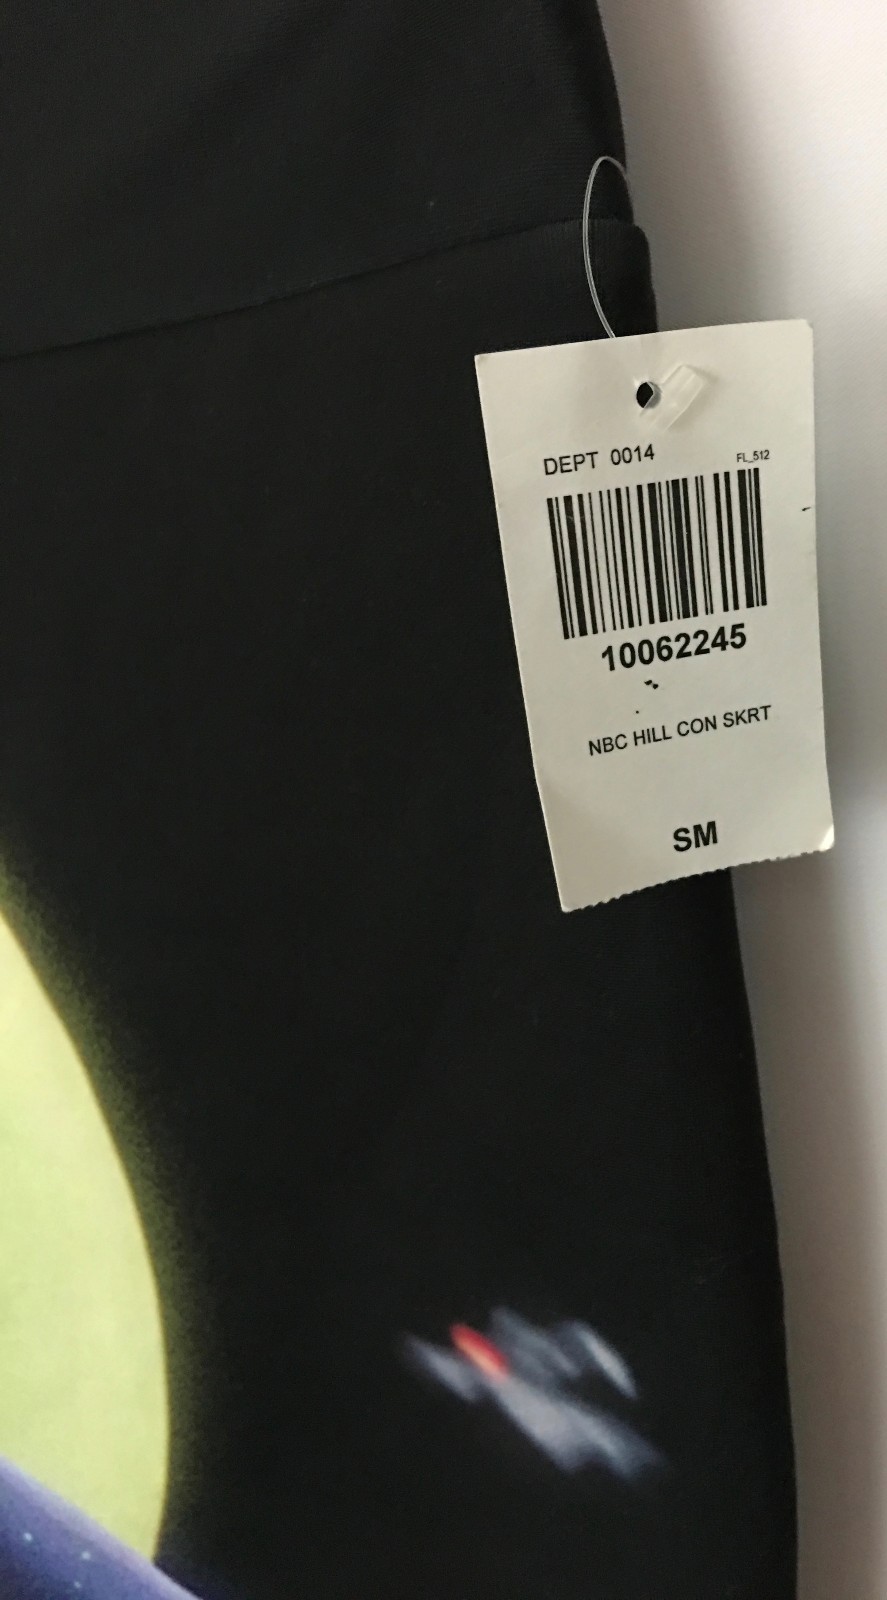 DEPT 0014
FL_512
10062245
NBC HILL CON SKRT
SM